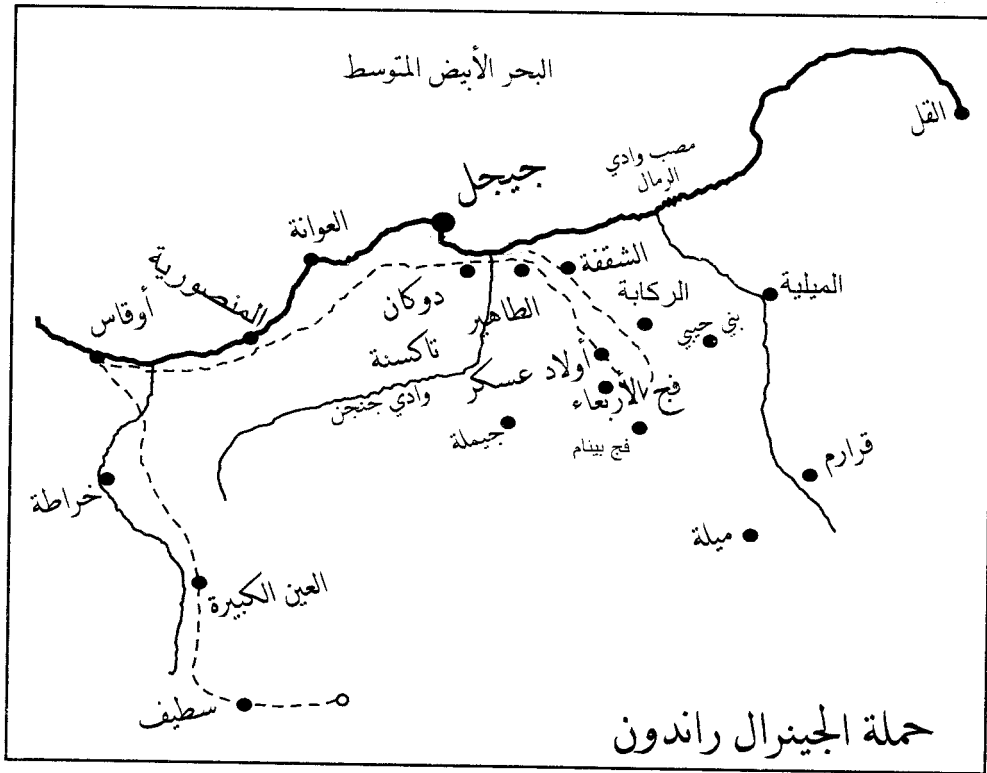 البحر الأبيض المتوسط
القل
مصب وادي
الرمال
جيجل
العوانة
المنصورية
أوقاس
الشقفة
الميلية
دوكان
الطاهير
الركابة
بني حبيبي
تاكسنة
أولاد عسكر
وادي جنجن
فج الأربعاء
جيملة
فج بينام
قرارم
خراطة
ميلة
العين الكبيرة
سطيف
حملة الجينرال راندون